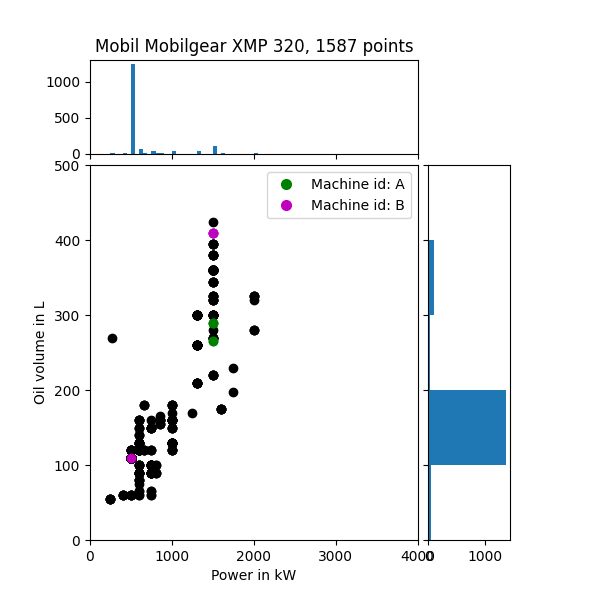 Mobil Mobilgear XMP 320, 1587 points
1000
500
0
500
400
300
200
100
0
Oil volume in L
Machine id: A
Machine id: B
0 1000 2000 3000 4000
Power in kW
0 1000